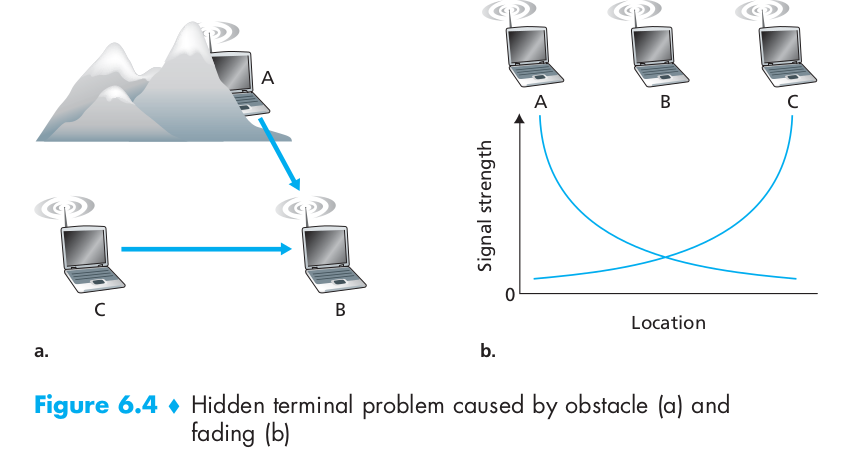 A
C
B
a.
A
B
C
Signal strength
0
Location
b.
Figure 6.4 ♦ Hidden terminal problem caused by obstacle (a) and
fading (b)